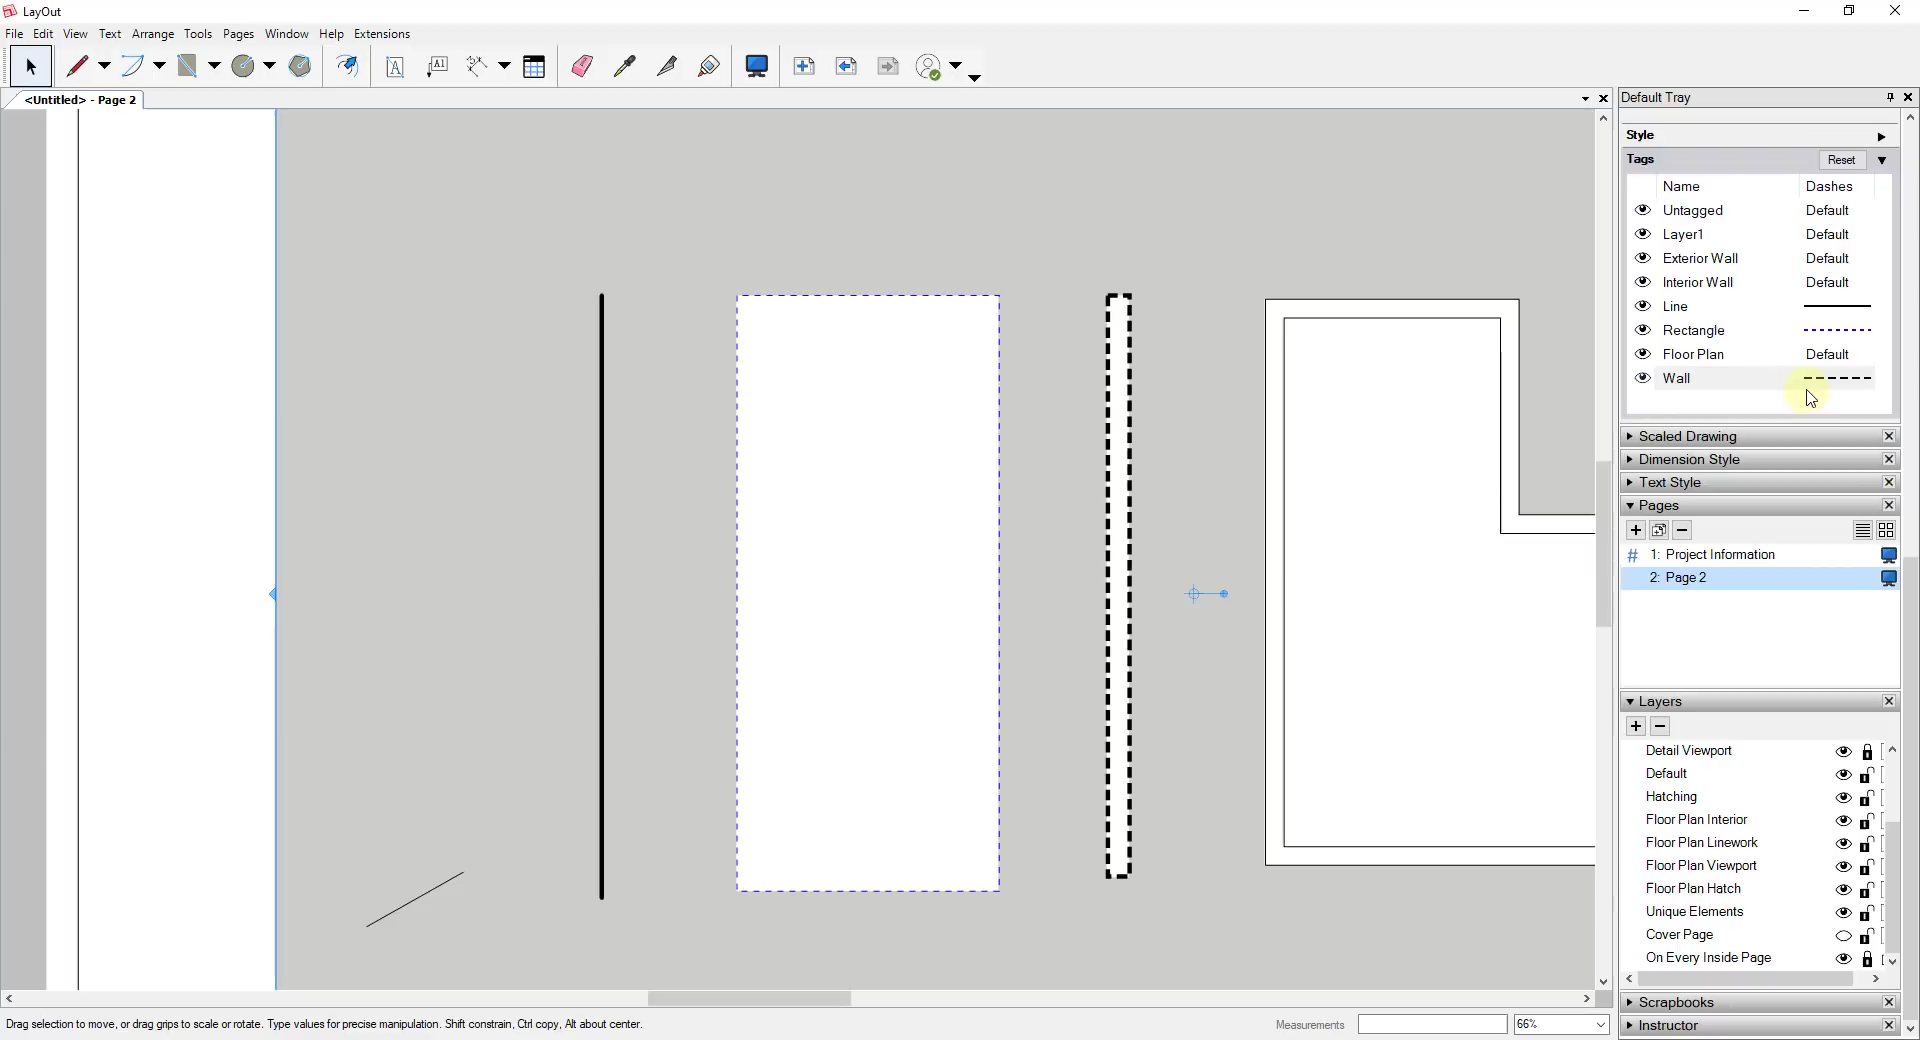 LayOut
File Edit View Text Arrange Tools Pages Window Help Extensions
A A1
<Untitled> - Page 2
Default Tray
Style
Tags Reset
Name Dashes
Untagged Default
Layer1 Default
Exterior Wall Default
Interior Wall Default
Line
Rectangle
Floor Plan Default
Wall
Scaled Drawing
Dimension Style
Text Style
Pages
# 1: Project Information
2: Page 2
Layers
Detail Viewport
Default
Hatching
Floor Plan Interior
Floor Plan Linework
Floor Plan Viewport
Floor Plan Hatch
Unique Elements
Cover Page
On Every Inside Page
Scrapbooks
Instructor
Drag selection to move, or drag grips to scale or rotate. Type values for precise manipulation. Shift constrain, Ctrl copy, Alt about center.
Measurements 66%